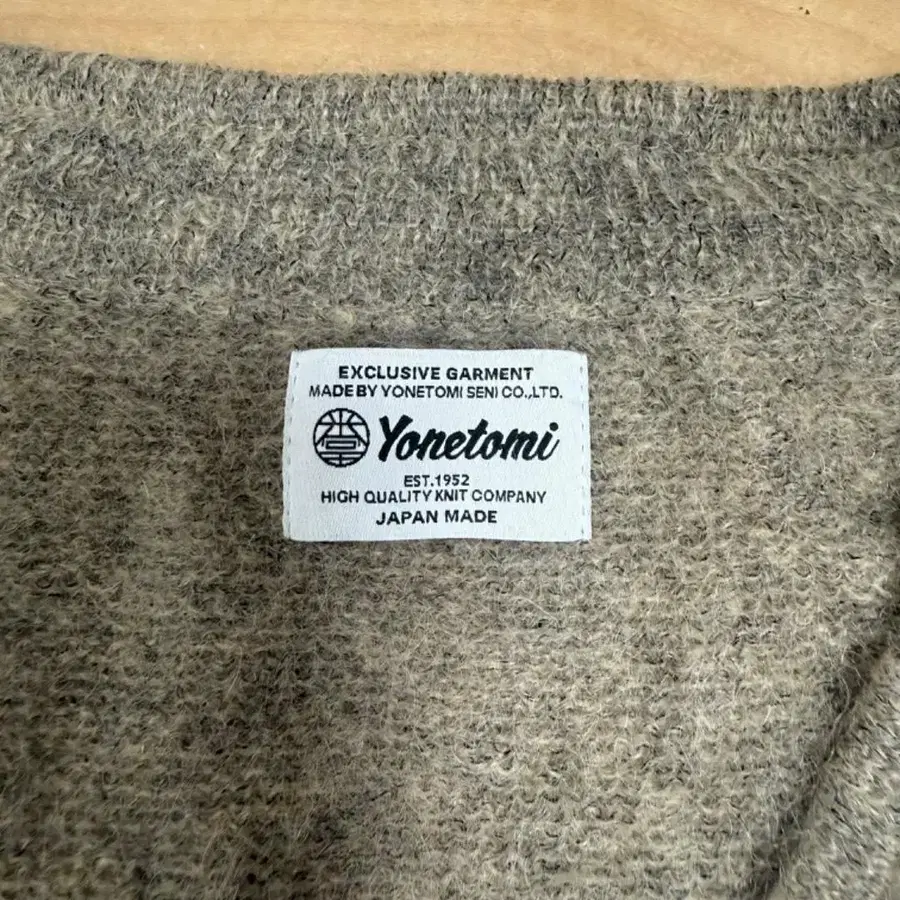 EXCLUSIVE GARMENT
MADE BY YONETOMI SENI CO.,LTD.
Yonetomi
EST.1952
HIGH QUALITY KNIT COMPANY
JAPAN MADE